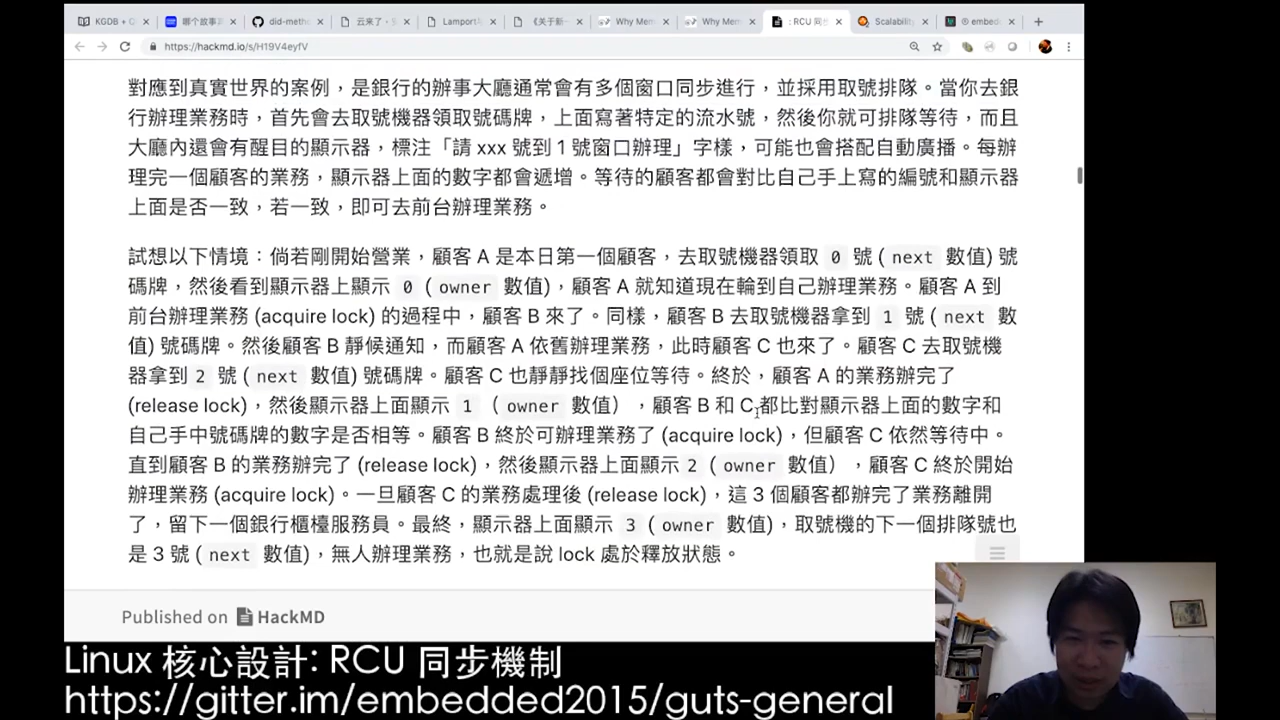 KGDB + G
哪个故事
did-metho
云来了 -
LamportA
《关于新一
Why Mem
Why Mem
: RCU 同步
Scalability
® embed
https://hackmd.io/s/H19V4eyfV
對應到真實世界的案例，是銀行的辦事大廳通常會有多個窗口同步進行，並採用取號排隊。當你去銀
行辦理業務時，首先會去取號機器領取號碼牌，上面寫著特定的流水號，然後你就可排隊等待，而且
大廳內還會有醒目的顯示器，標注「請 xxx 號到 1 號窗口辦理」字樣，可能也會搭配自動廣播。每辦
理完一個顧客的業務，顯示器上面的數字都會遞增。等待的顧客都會對比自己手上寫的編號和顯示器
上面是否一致，若一致，即可去前台辦理業務。
試想以下情境：倘若剛開始營業，顧客 A 是本日第一個顧客，去取號機器領取 0 號 ( next 數值) 號
碼牌，然後看到顯示器上顯示 0 ( owner 數值)，顧客 A 就知道現在輪到自己辦理業務。顧客 A 到
前台辦理業務 (acquire lock) 的過程中，顧客 B 來了。同樣，顧客 B 去取號機器拿到 1 號 ( next 數
值) 號碼牌。然後顧客 B 靜候通知，而顧客 A 依舊辦理業務，此時顧客 C 也來了。顧客 C 去取號機
器拿到 2 號 ( next 數值) 號碼牌。顧客 C 也靜靜找個座位等待。終於，顧客 A 的業務辦完了
(release lock)，然後顯示器上面顯示 1 （ owner 數值），顧客 B 和 C 都比對顯示器上面的數字和
自己手中號碼牌的數字是否相等。顧客 B 終於可辦理業務了 (acquire lock)，但顧客 C 依然等待中。
直到顧客 B 的業務辦完了 (release lock)，然後顯示器上面顯示 2（ owner 數值），顧客 C 終於開始
辦理業務 (acquire lock)。一旦顧客 C 的業務處理後 (release lock)，這 3 個顧客都辦完了業務離開
了，留下一個銀行櫃檯服務員。最終，顯示器上面顯示 3 ( owner 數值)，取號機的下一個排隊號也
是 3 號 ( next 數值)，無人辦理業務，也就是說 lock 處於釋放狀態。
Published on HackMD
Linux 核心設計: RCU 同步機制
https://gitter.im/embedded2015/guts-general